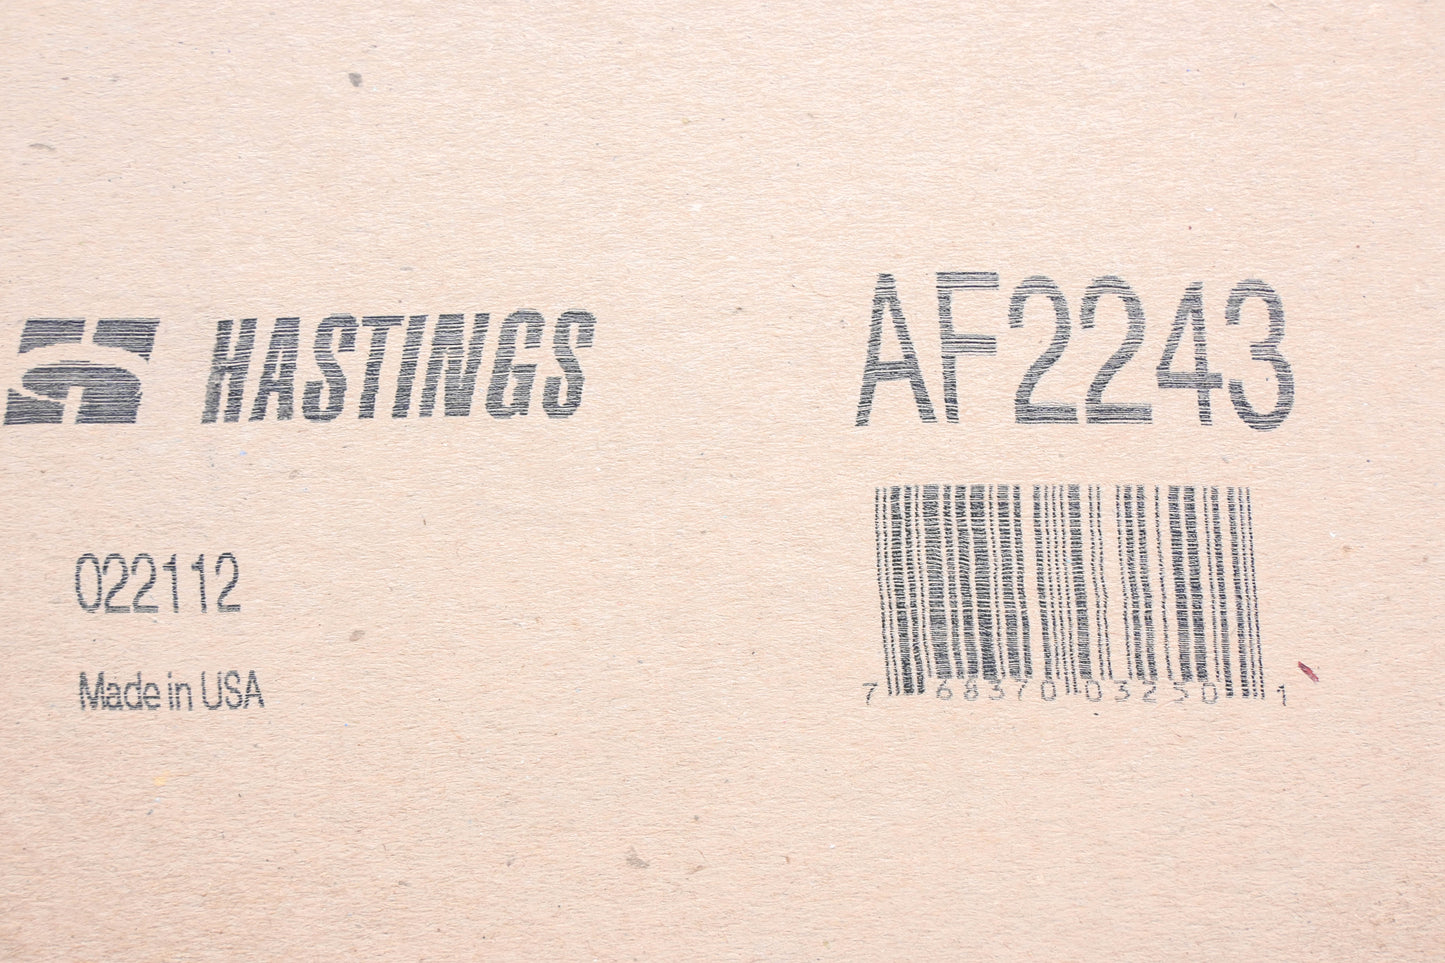 HASTINGS
AF2243
022112
Made in USA
7 68370 03250 1